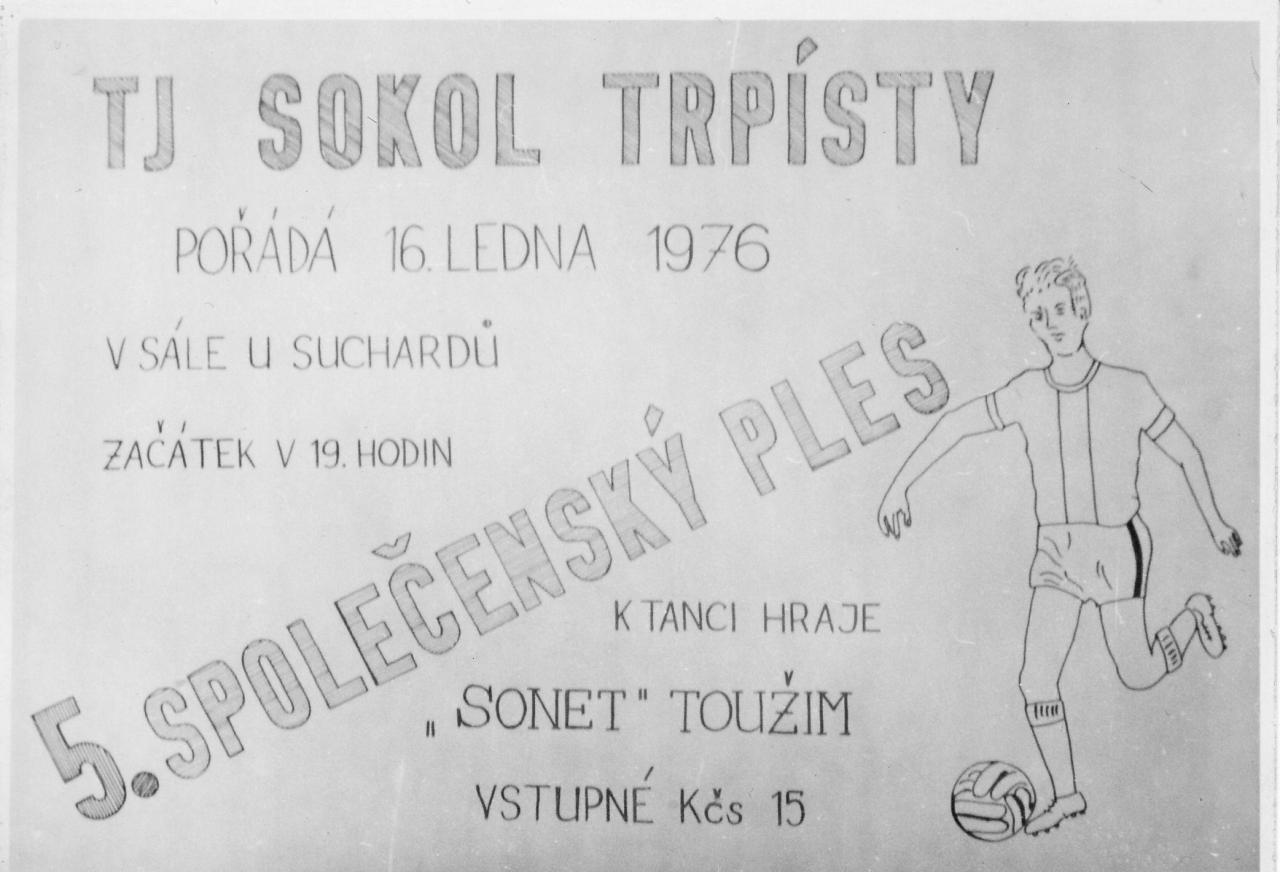 TJ SOKOL TRPÍSTY
POŘÁDÁ 16. LEDNA 1976
V SÁLE U SUCHARDŮ
ZAČÁTEK V 19. HODIN
5. SPOLEČENSKÝ PLES
K TANCI HRAJE
„SONET" TOUŽIM
VSTUPNÉ Kčs 15